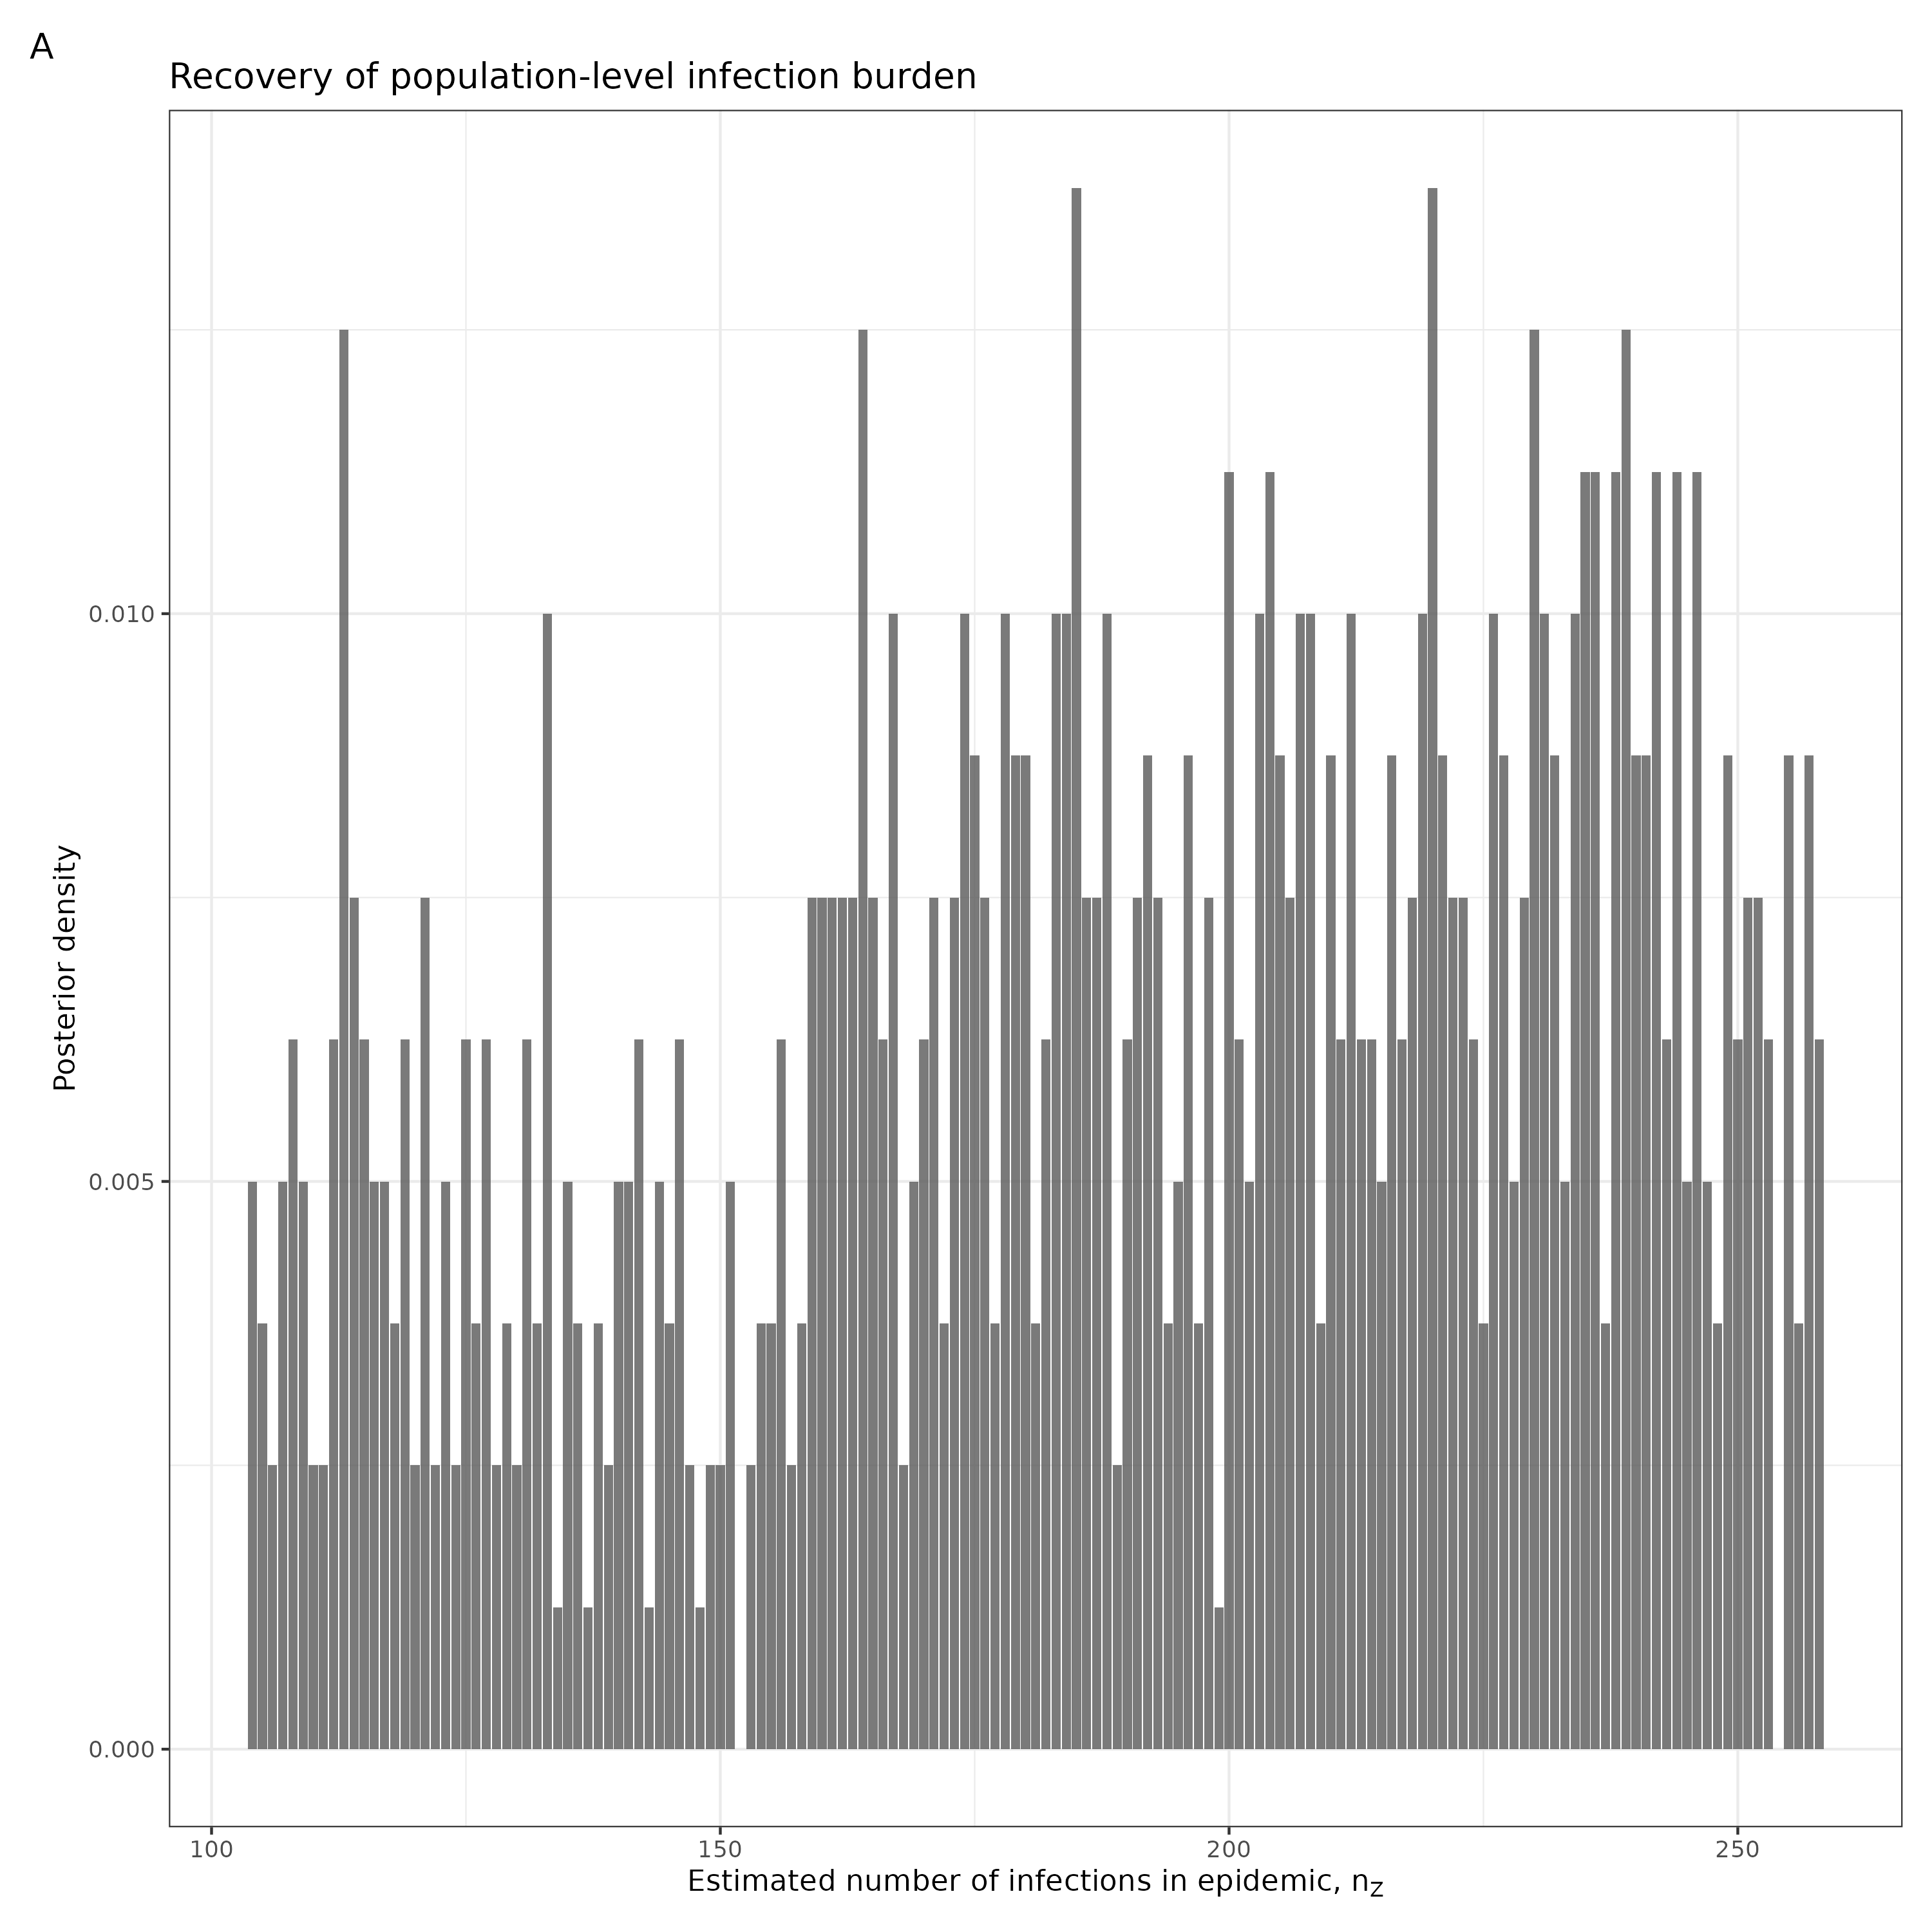 A
Recovery of population-level infection burden
Posterior density
0.010
0.005
0.000
100 150 200 250
Estimated number of infections in epidemic, nZ